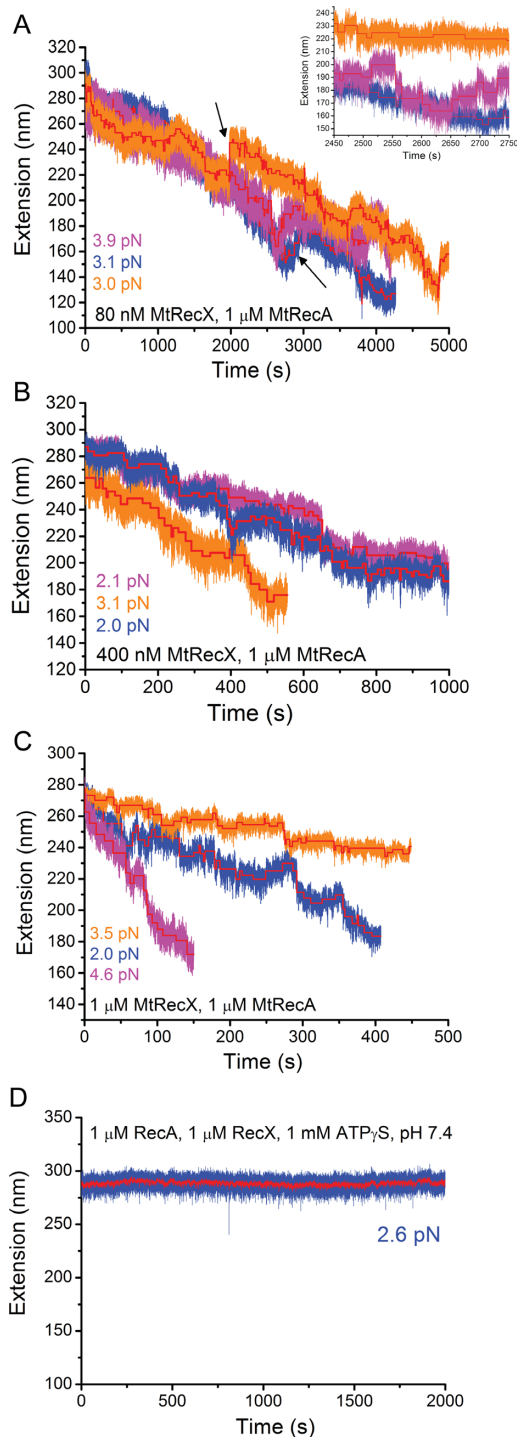 A
320
300
280
260
240
220
200
180
160
140
120
100
Extension (nm)
0 1000 2000 3000 4000 5000
Time (s)
3.9 pN
3.1 pN
3.0 pN
80 nM MtRecX, 1 μM MtRecA
240
230
220
210
200
190
180
170
160
150
Extension (nm)
2450 2500 2550 2600 2650 2700 2750
Time (s)
B
320
300
280
260
240
220
200
180
160
140
120
Extension (nm)
0 200 400 600 800 1000
Time (s)
2.1 pN
3.1 pN
2.0 pN
400 nM MtRecX, 1 μM MtRecA
C
300
280
260
240
220
200
180
160
140
Extension (nm)
0 100 200 300 400 500
Time (s)
3.5 pN
2.0 pN
4.6 pN
1 μM MtRecX, 1 μM MtRecA
D
350
300
250
200
150
100
Extension (nm)
0 500 1000 1500 2000
Time (s)
1 μM RecA, 1 μM RecX, 1 mM ATPγS, pH 7.4
2.6 pN